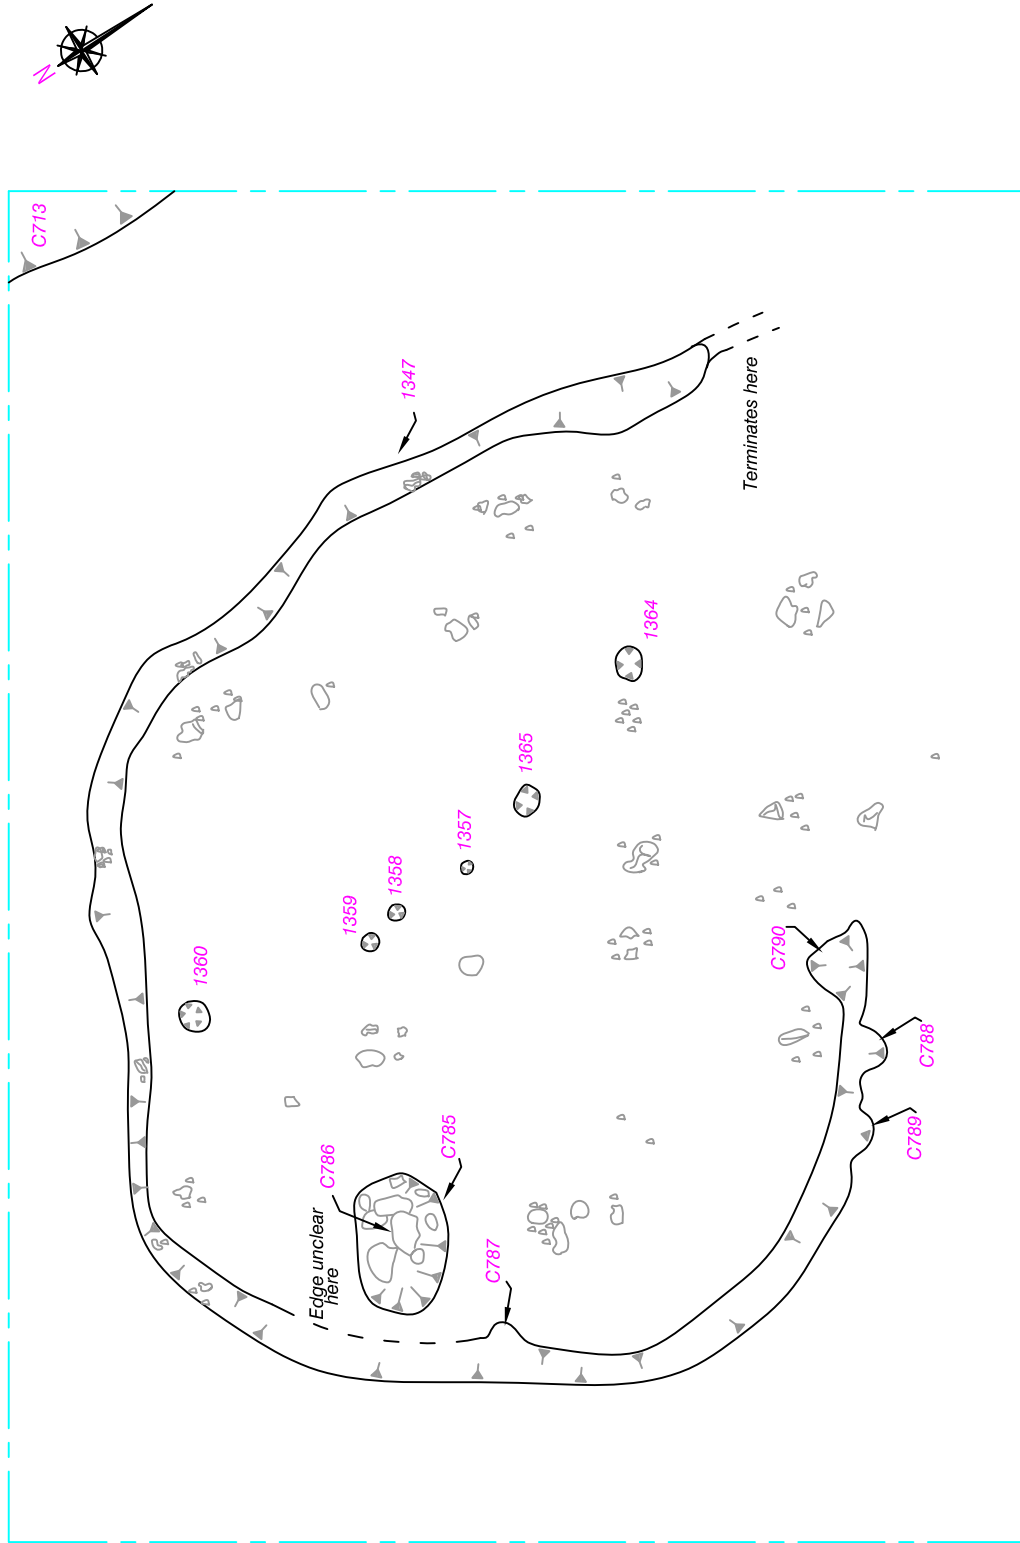 N
C713
1347
Terminates here
1364
1365
1357
1358
1359
1360
C790
C788
C789
C785
C786
Edge unclear
here
C787